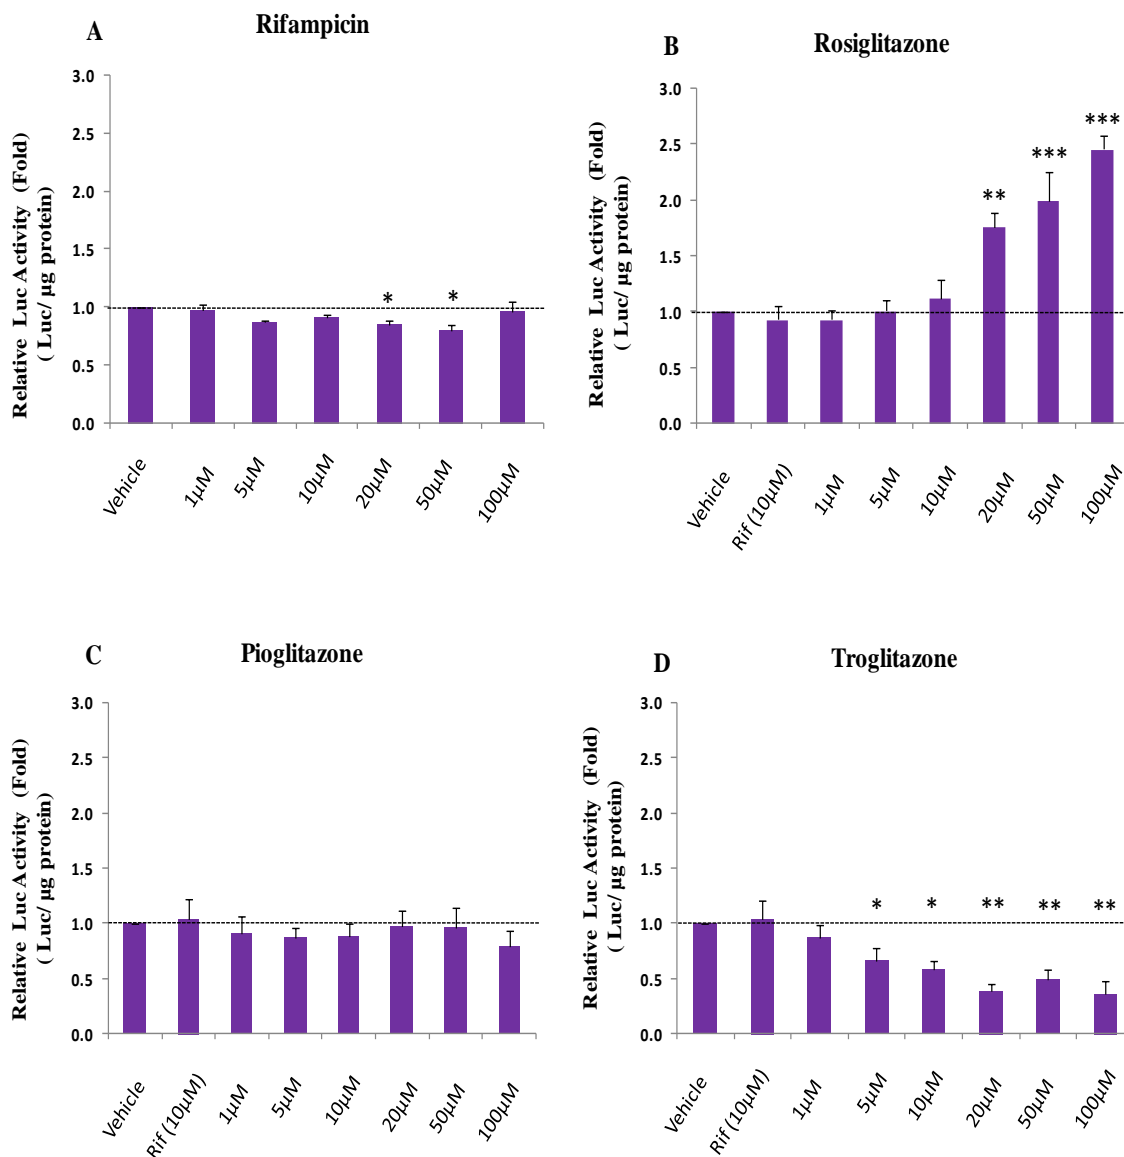 A
Rifampicin
Relative Luc Activity (Fold)
( Luc/ µg protein)
3.0
2.5
2.0
1.5
1.0
0.5
0.0
*
*
Vehicle
1µM
5µM
10µM
20µM
50µM
100µM
B
Rosiglitazone
Relative Luc Activity (Fold)
( Luc/ µg protein)
3.0
2.5
2.0
1.5
1.0
0.5
0.0
**
***
***
Vehicle
Rif (10µM)
1µM
5µM
10µM
20µM
50µM
100µM
C
Pioglitazone
Relative Luc Activity (Fold)
( Luc/ µg protein)
3.0
2.5
2.0
1.5
1.0
0.5
0.0
Vehicle
Rif (10µM)
1µM
5µM
10µM
20µM
50µM
100µM
D
Troglitazone
Relative Luc Activity (Fold)
( Luc/ µg protein)
3.0
2.5
2.0
1.5
1.0
0.5
0.0
*
*
**
**
**
Vehicle
Rif (10µM)
1µM
5µM
10µM
20µM
50µM
100µM